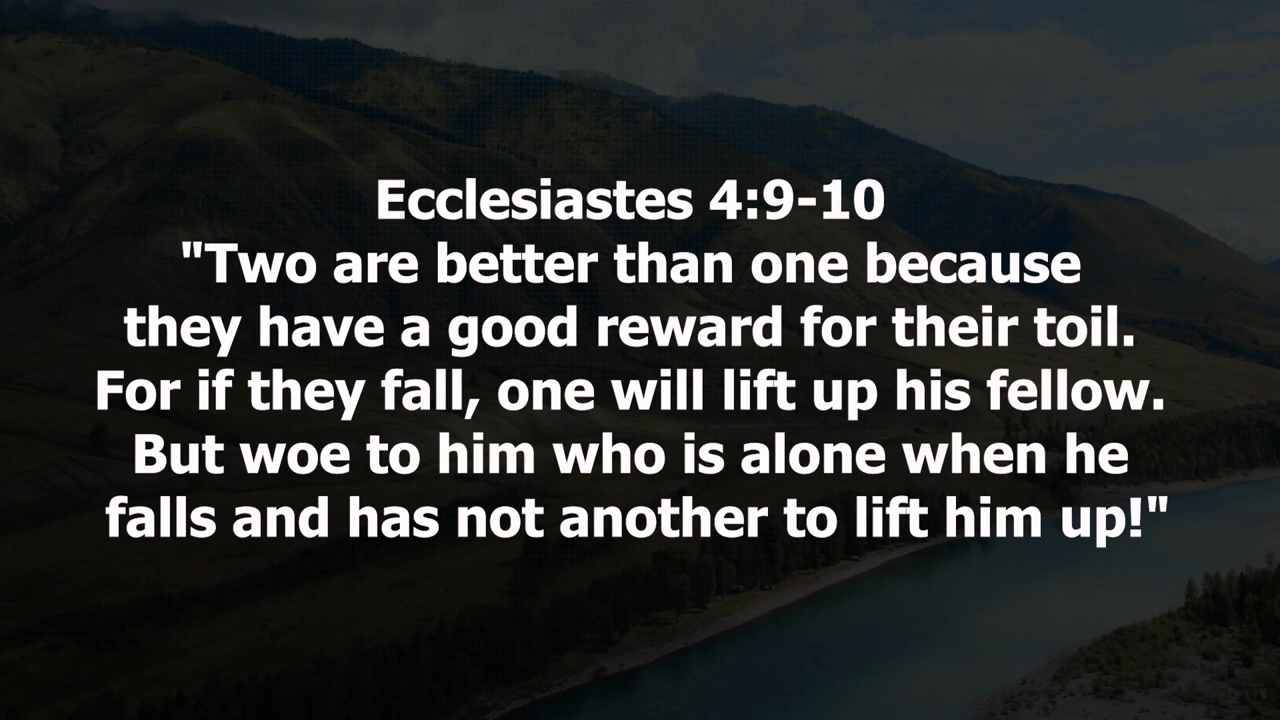 Ecclesiastes 4:9-10
"Two are better than one because
they have a good reward for their toil.
For if they fall, one will lift up his fellow.
But woe to him who is alone when he
falls and has not another to lift him up!"